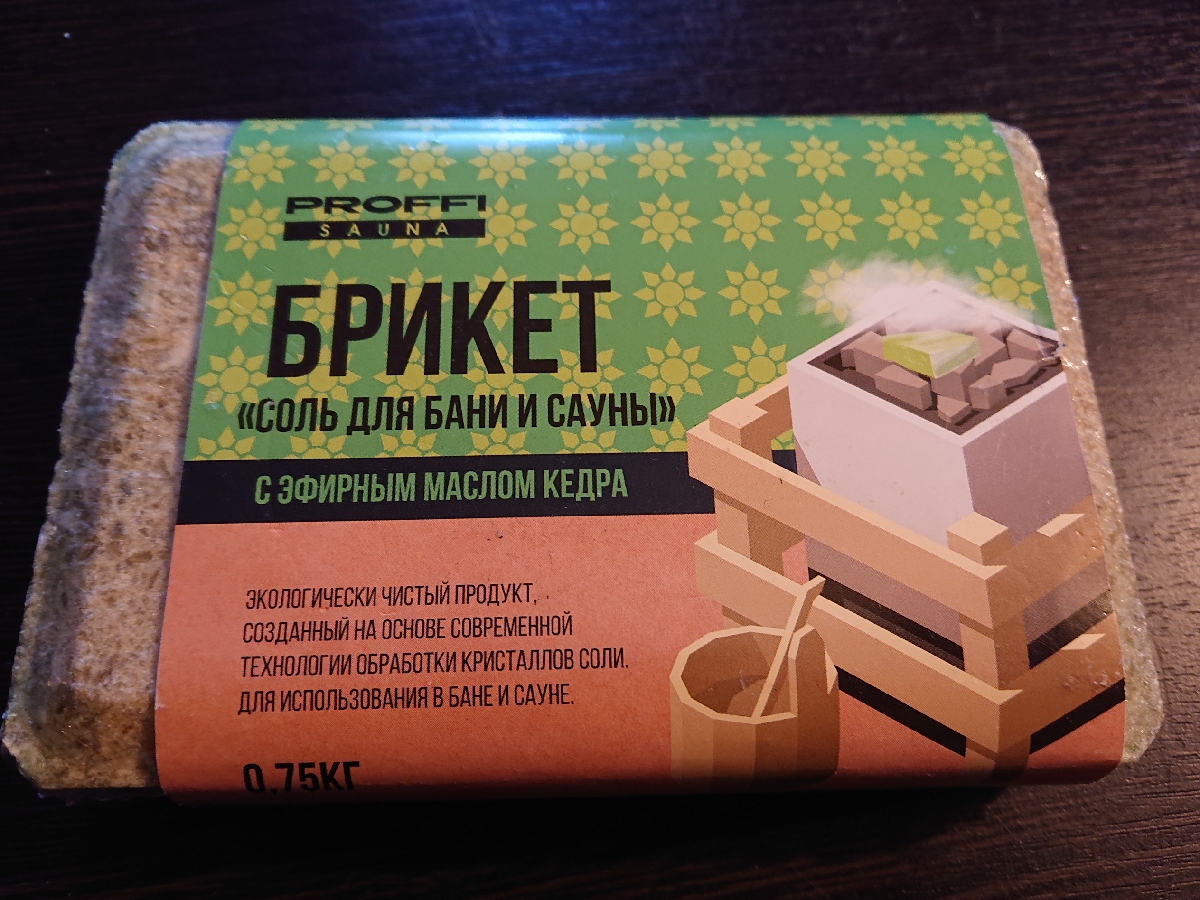 PROFFI
SAUNA
БРИКЕТ
«СОЛЬ ДЛЯ БАНИ И САУНЫ»
С ЭФИРНЫМ МАСЛОМ КЕДРА
ЭКОЛОГИЧЕСКИ ЧИСТЫЙ ПРОДУКТ,
СОЗДАННЫЙ НА ОСНОВЕ СОВРЕМЕННОЙ
ТЕХНОЛОГИИ ОБРАБОТКИ КРИСТАЛЛОВ СОЛИ.
ДЛЯ ИСПОЛЬЗОВАНИЯ В БАНЕ И САУНЕ.
0,75КГ